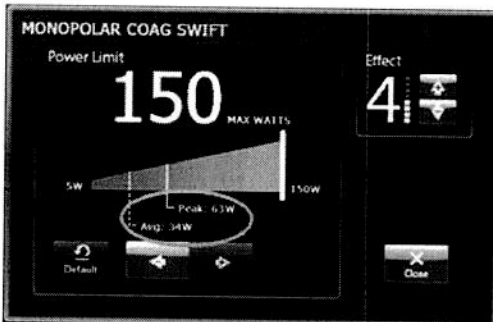 MONOPOLAR COAG SWIFT
Power Limit
150 MAX WATTS
Effect
4
5W
150W
Peak: 63W
Avg: 34W
Default
Close